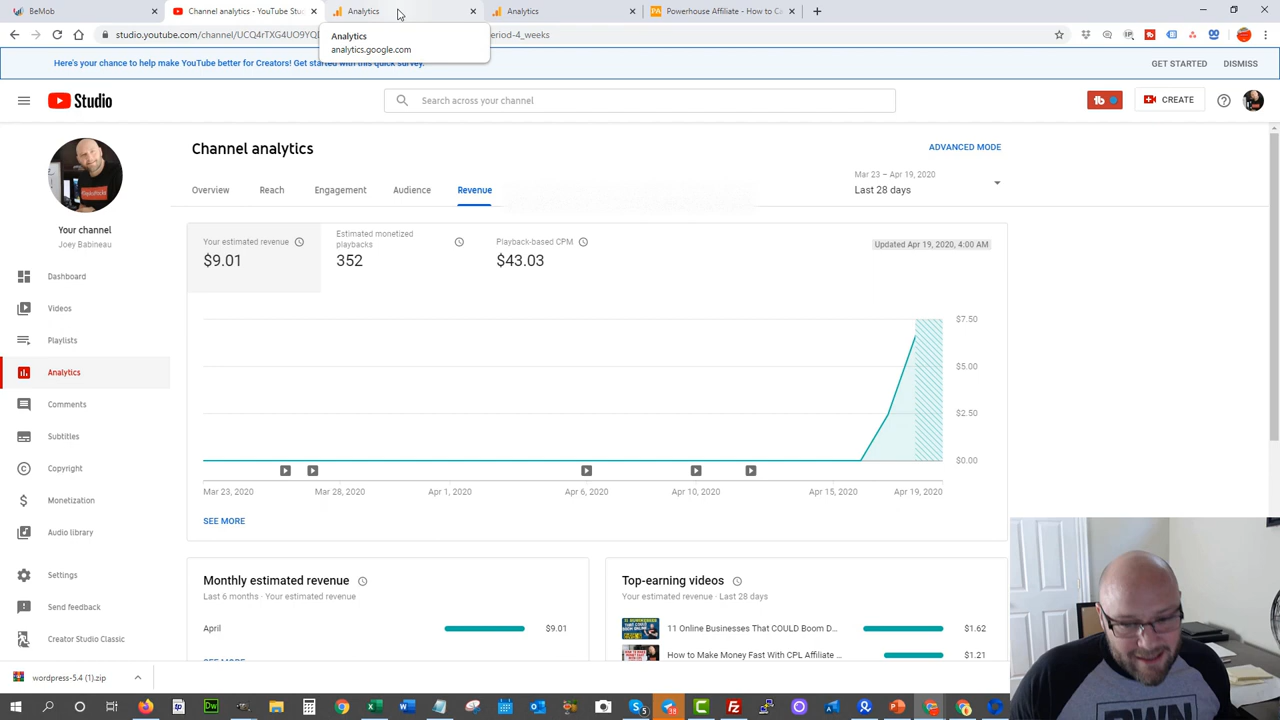 BeMob
Channel analytics - YouTube Stu
Analytics
Analytics
Powerhouse Affiliate - Google
Analytics
analytics.google.com
studio.youtube.com/channel/UCQ4rTXG4UO9YQ
eriod-4_weeks
Here's your chance to help make YouTube better for Creators! Get started with this quick survey.
GET STARTED
DISMISS
Studio
Search across your channel
CREATE
Channel analytics
ADVANCED MODE
Overview
Reach
Engagement
Audience
Revenue
Mar 23 – Apr 19, 2020
Last 28 days
Your channel
Joey Babineau
Dashboard
Videos
Playlists
Analytics
Comments
Subtitles
Copyright
Monetization
Audio library
Settings
Send feedback
Creator Studio Classic
Your estimated revenue
$9.01
Estimated monetized
playbacks
352
Playback-based CPM
$43.03
Updated Apr 19, 2020, 4:00 AM
$7.50
$5.00
$2.50
$0.00
Mar 23, 2020
Mar 28, 2020
Apr 1, 2020
Apr 6, 2020
Apr 10, 2020
Apr 15, 2020
Apr 19, 2020
SEE MORE
Monthly estimated revenue
Last 6 months · Your estimated revenue
April
$9.01
Top-earning videos
Your estimated revenue · Last 28 days
11 Online Businesses That COULD Boom D...
$1.62
How to Make Money Fast With CPL Affiliate ...
$1.21
wordpress-5.4 (1).zip